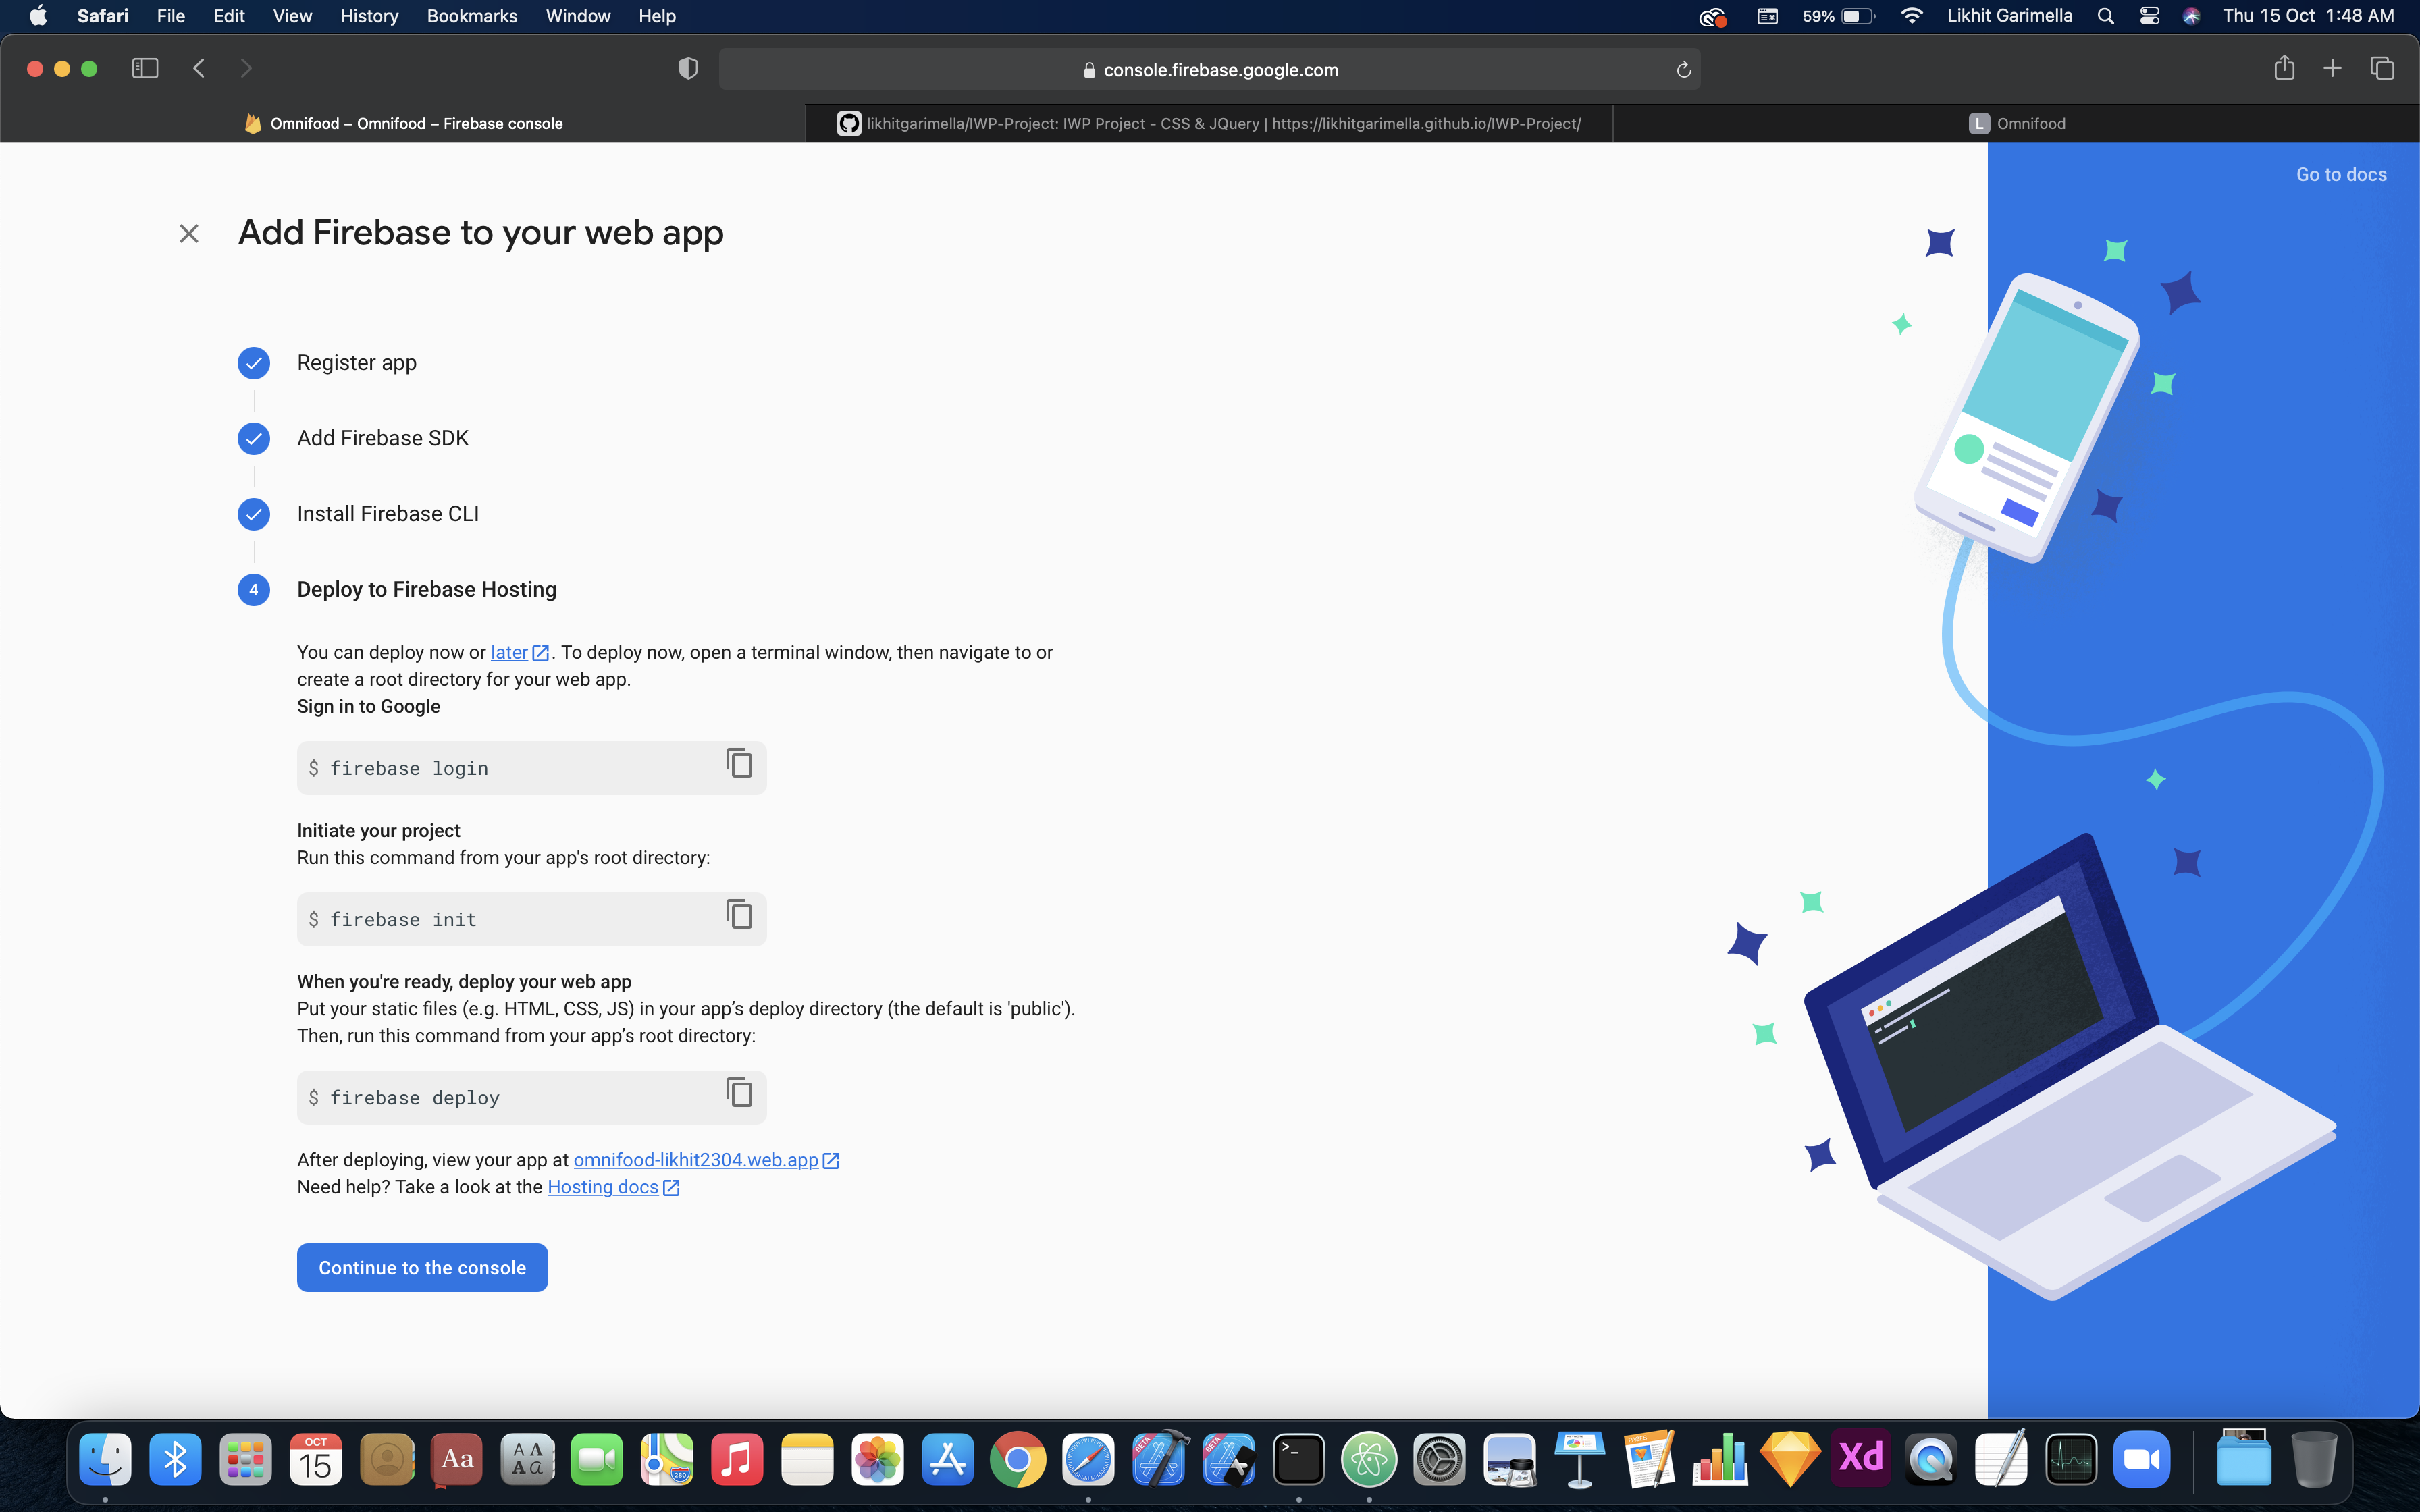 Safari File Edit View History Bookmarks Window Help 59% Likhit Garimella Thu 15 Oct 1:48 AM
console.firebase.google.com
Omnifood – Omnifood – Firebase console
likhitgarimella/IWP-Project: IWP Project - CSS & JQuery | https://likhitgarimella.github.io/IWP-Project/
L Omnifood
Go to docs
Add Firebase to your web app
Register app
Add Firebase SDK
Install Firebase CLI
4 Deploy to Firebase Hosting
You can deploy now or later. To deploy now, open a terminal window, then navigate to or
create a root directory for your web app.
Sign in to Google
$ firebase login
Initiate your project
Run this command from your app's root directory:
$ firebase init
When you're ready, deploy your web app
Put your static files (e.g. HTML, CSS, JS) in your app’s deploy directory (the default is 'public').
Then, run this command from your app’s root directory:
$ firebase deploy
After deploying, view your app at omnifood-likhit2304.web.app
Need help? Take a look at the Hosting docs
Continue to the console
OCT
15
Aa
A A
A a
280
BETA
BETA
>_
PAGES
Xd